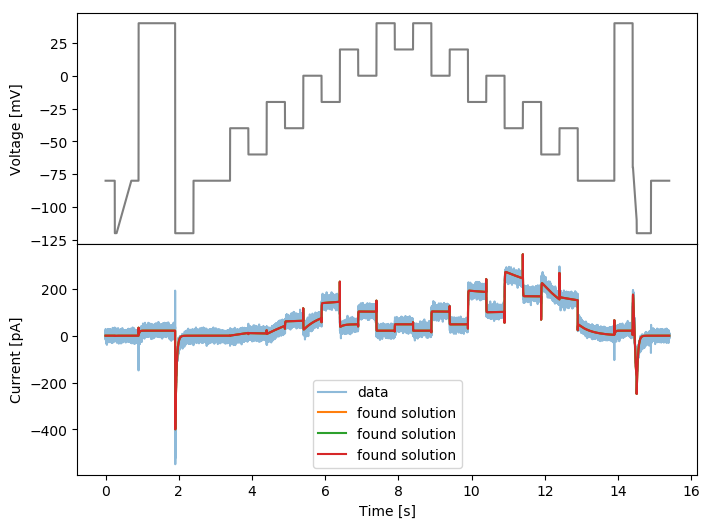 Voltage [mV]
25
0
−25
−50
−75
−100
−125
Current [pA]
200
0
−200
−400
data
found solution
found solution
found solution
0
2
4
6
8
10
12
14
16
Time [s]